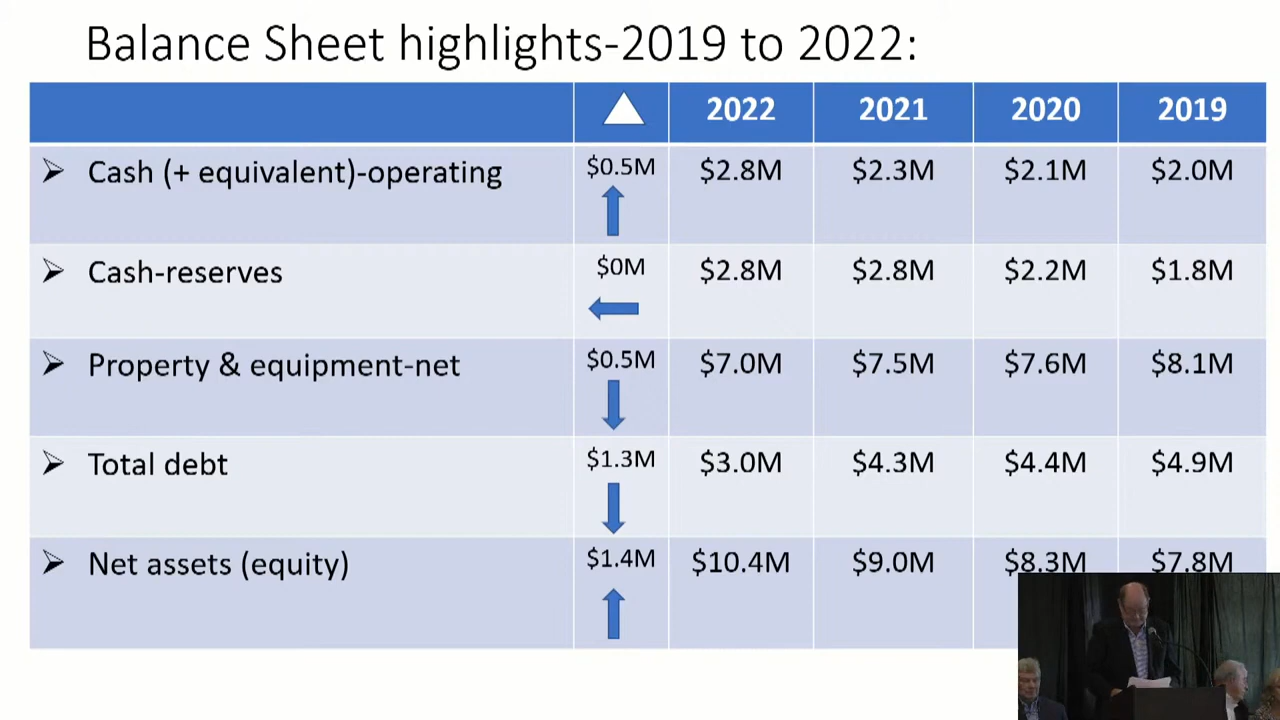 Balance Sheet highlights-2019 to 2022:
2022 2021 2020 2019
Cash (+ equivalent)-operating $0.5M $2.8M $2.3M $2.1M $2.0M
Cash-reserves $0M $2.8M $2.8M $2.2M $1.8M
Property & equipment-net $0.5M $7.0M $7.5M $7.6M $8.1M
Total debt $1.3M $3.0M $4.3M $4.4M $4.9M
Net assets (equity) $1.4M $10.4M $9.0M $8.3M $7.8M